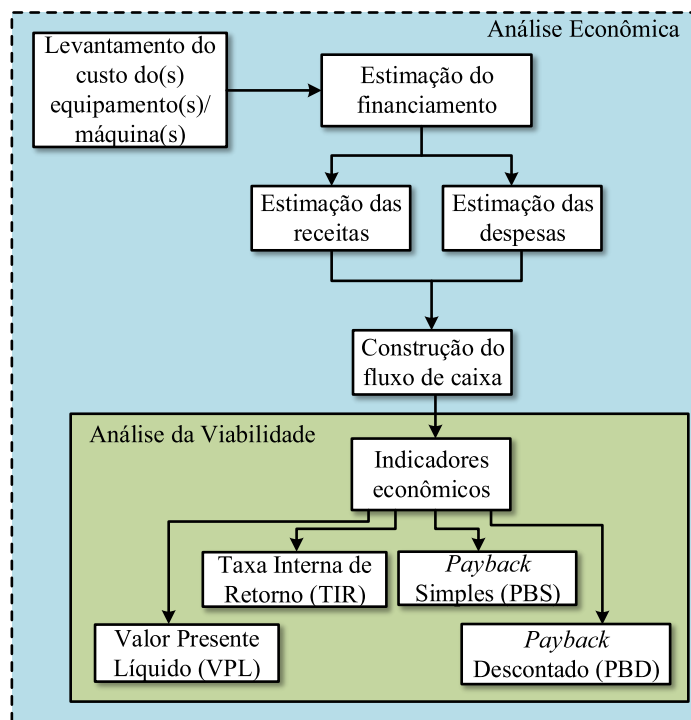 Análise Econômica
Levantamento do
custo do(s)
equipamento(s)/
máquina(s)
Estimação do
financiamento
Estimação das
receitas
Estimação das
despesas
Construção do
fluxo de caixa
Análise da Viabilidade
Indicadores
econômicos
Taxa Interna de
Retorno (TIR)
Payback
Simples (PBS)
Valor Presente
Líquido (VPL)
Payback
Descontado (PBD)